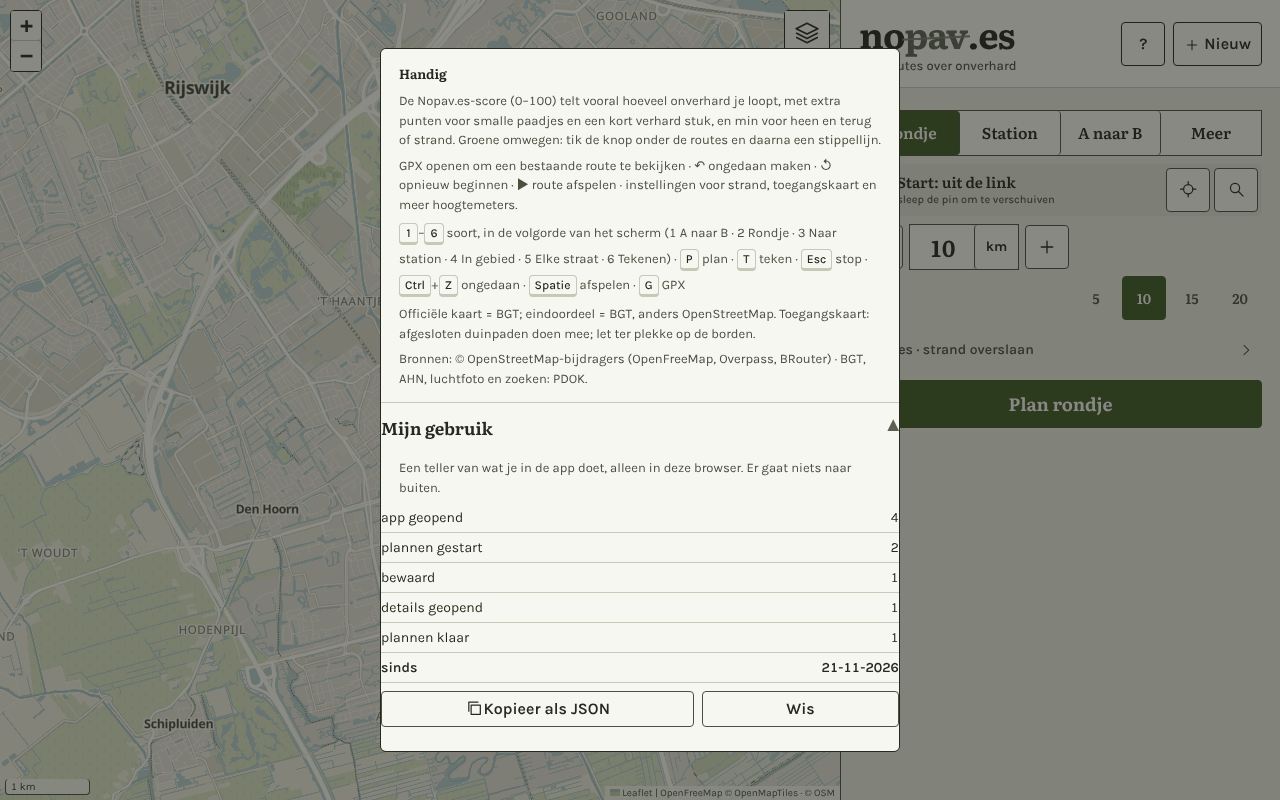 +
−
GOOLAND
Rijswijk
'T HAANTJE
Den Hoorn
'T WOUDT
HODENPIJL
ND
Schipluiden
1 km
Leaflet | OpenFreeMap © OpenMapTiles · © OSM
nopav.es
utes over onverhard
?
+ Nieuw
ondje
Station
A naar B
Meer
Start: uit de link
sleep de pin om te verschuiven
10
km
+
5
10
15
20
es · strand overslaan
Plan rondje
Handig
De Nopav.es-score (0–100) telt vooral hoeveel onverhard je loopt, met extra
punten voor smalle paadjes en een kort verhard stuk, en min voor heen en terug
of strand. Groene omwegen: tik de knop onder de routes en daarna een stippellijn.
GPX openen om een bestaande route te bekijken · ↶ ongedaan maken · ↺
opnieuw beginnen · ▶ route afspelen · instellingen voor strand, toegangskaart en
meer hoogtemeters.
1–6 soort, in de volgorde van het scherm (1 A naar B · 2 Rondje · 3 Naar
station · 4 In gebied · 5 Elke straat · 6 Tekenen) · P plan · T teken · Esc stop ·
Ctrl+Z ongedaan · Spatie afspelen · G GPX
Officiële kaart = BGT; eindoordeel = BGT, anders OpenStreetMap. Toegangskaart:
afgesloten duinpaden doen mee; let ter plekke op de borden.
Bronnen: © OpenStreetMap-bijdragers (OpenFreeMap, Overpass, BRouter) · BGT,
AHN, luchtfoto en zoeken: PDOK.
Mijn gebruik ▲
Een teller van wat je in de app doet, alleen in deze browser. Er gaat niets naar
buiten.
app geopend 4
plannen gestart 2
bewaard 1
details geopend 1
plannen klaar 1
sinds 21-11-2026
Kopieer als JSON
Wis